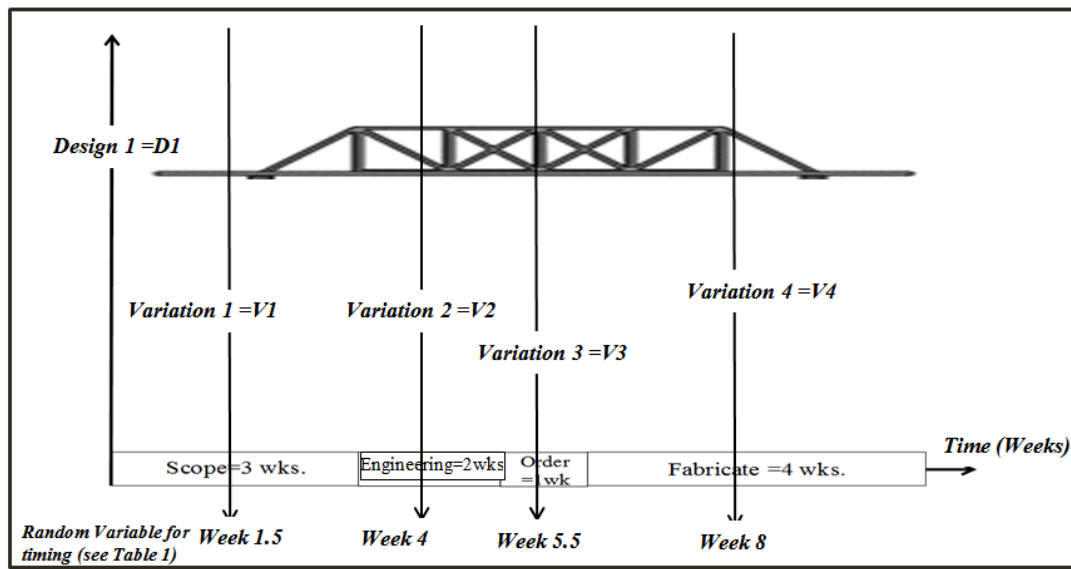 Design 1 =D1
Variation 1 =V1
Variation 2 =V2
Variation 3 =V3
Variation 4 =V4
Time (Weeks)
Scope=3 wks.
Engineering=2wks
Order
=1wk
Fabricate =4 wks.
Random Variable for
timing (see Table 1)
Week 1.5
Week 4
Week 5.5
Week 8